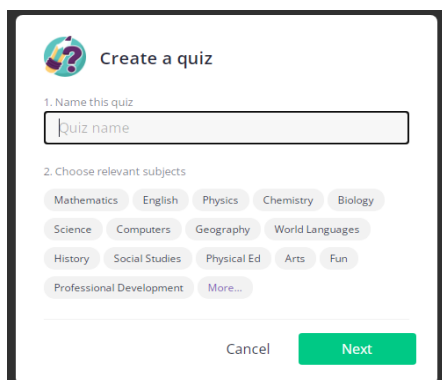 Create a quiz
1. Name this quiz
Quiz name
2. Choose relevant subjects
Mathematics English Physics Chemistry Biology
Science Computers Geography World Languages
History Social Studies Physical Ed Arts Fun
Professional Development More...
Cancel Next